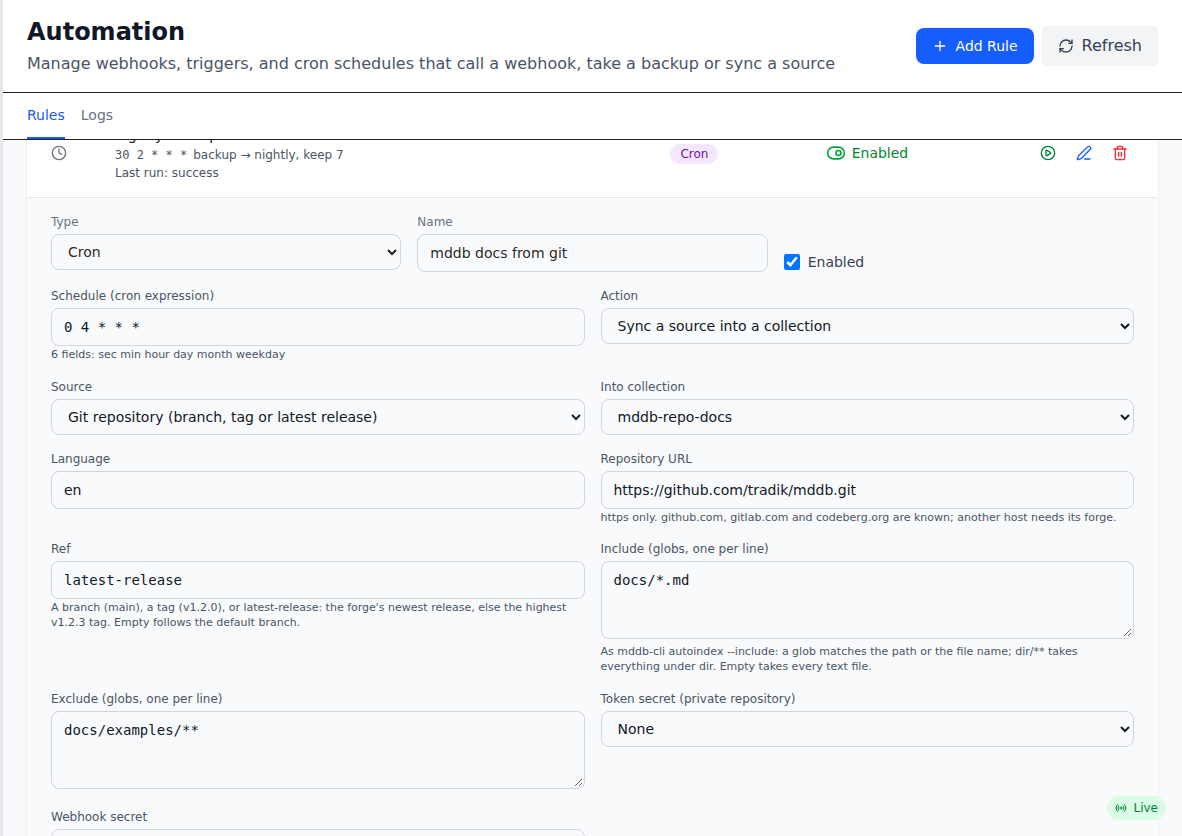 Automation
Manage webhooks, triggers, and cron schedules that call a webhook, take a backup or sync a source
Add Rule
Refresh
Rules
Logs
30 2 * * * backup → nightly, keep 7
Last run: success
Cron
Enabled
Type
Cron
Name
mddb docs from git
Enabled
Schedule (cron expression)
0 4 * * *
6 fields: sec min hour day month weekday
Action
Sync a source into a collection
Source
Git repository (branch, tag or latest release)
Into collection
mddb-repo-docs
Language
en
Repository URL
https://github.com/tradik/mddb.git
https only. github.com, gitlab.com and codeberg.org are known; another host needs its forge.
Ref
latest-release
A branch (main), a tag (v1.2.0), or latest-release: the forge's newest release, else the highest
v1.2.3 tag. Empty follows the default branch.
Include (globs, one per line)
docs/*.md
As mddb-cli autoindex --include: a glob matches the path or the file name; dir/** takes
everything under dir. Empty takes every text file.
Exclude (globs, one per line)
docs/examples/**
Token secret (private repository)
None
Live
Webhook secret